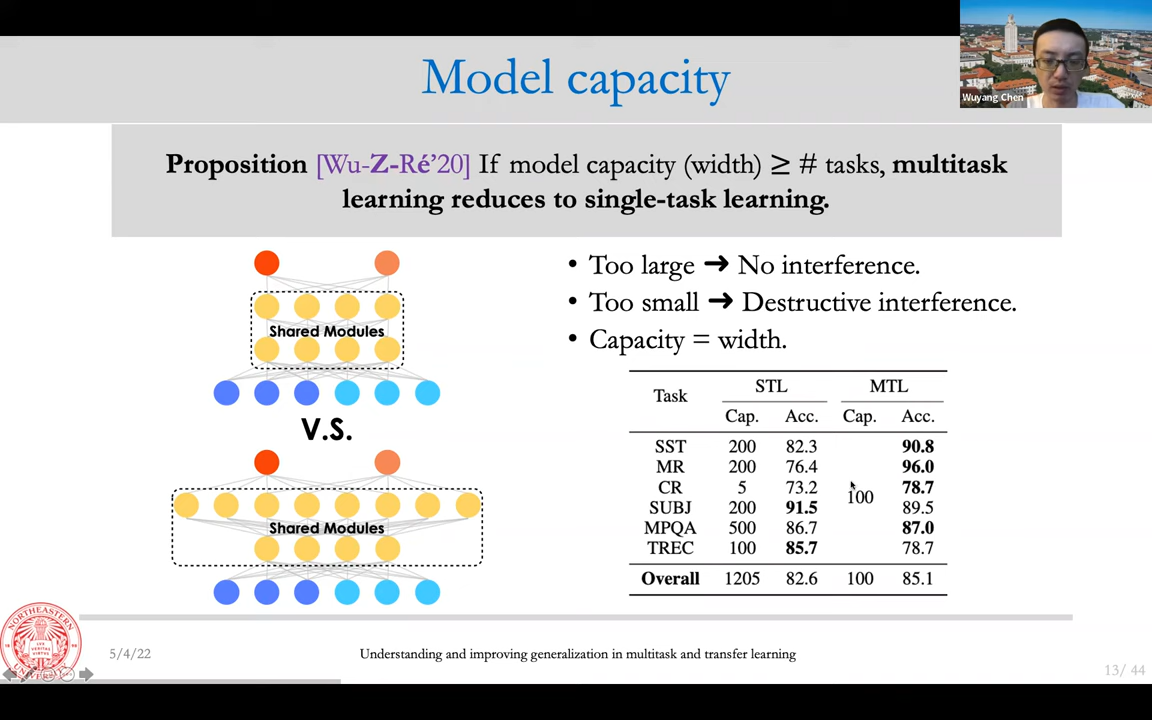 Model capacity
Wuyang Chen
Proposition [Wu-Z-Ré'20] If model capacity (width) ≥ # tasks, multitask
learning reduces to single-task learning.
• Too large ➔ No interference.
• Too small ➔ Destructive interference.
• Capacity = width.
Shared Modules
V.S.
Shared Modules
Task STL MTL
Cap. Acc. Cap. Acc.
SST 200 82.3 90.8
MR 200 76.4 96.0
CR 5 73.2 78.7
100
SUBJ 200 91.5 89.5
MPQA 500 86.7 87.0
TREC 100 85.7 78.7
Overall 1205 82.6 100 85.1
NORTHEASTERN
UNIVERSITY
5/4/22
Understanding and improving generalization in multitask and transfer learning
13/ 44